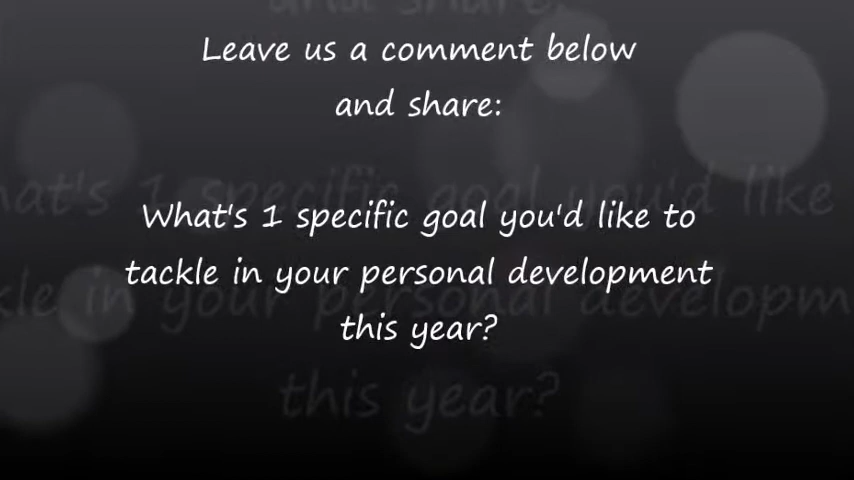 Leave us a comment below
and share:
What's 1 specific goal you'd like to
tackle in your personal development
this year?